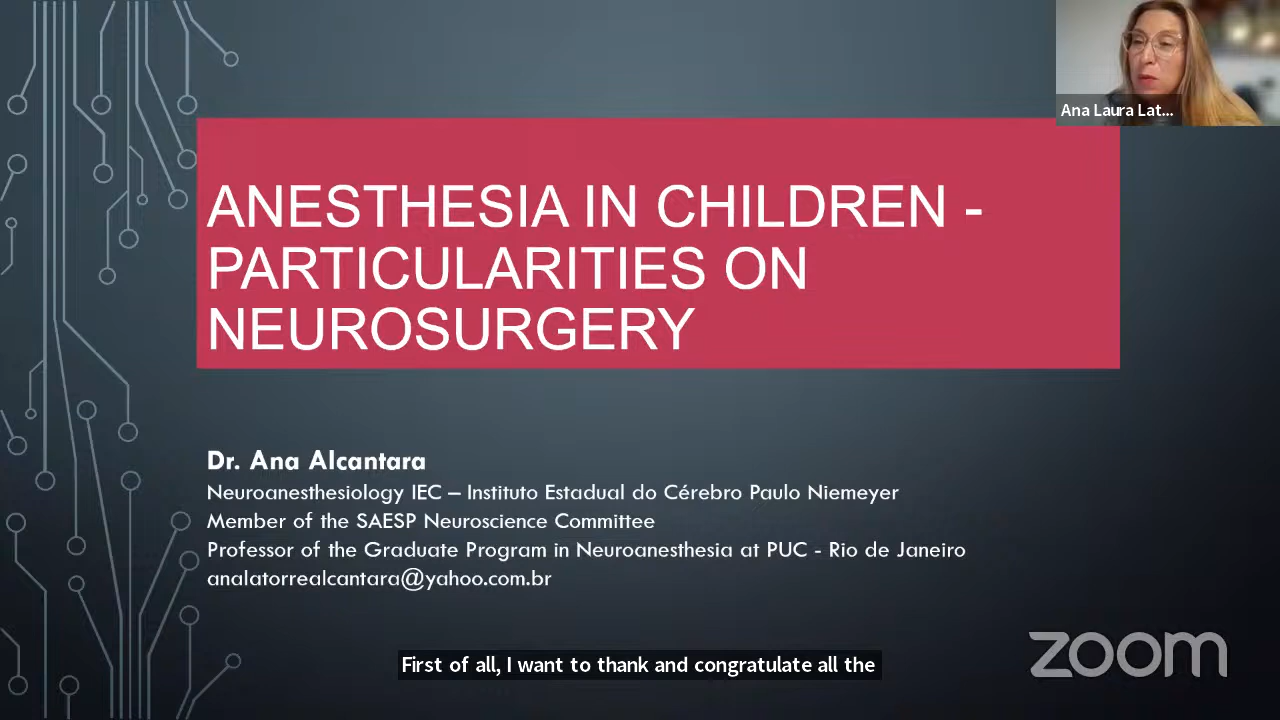 Ana Laura Lat...
ANESTHESIA IN CHILDREN -
PARTICULARITIES ON
NEUROSURGERY
Dr. Ana Alcantara
Neuroanesthesiology IEC – Instituto Estadual do Cérebro Paulo Niemeyer
Member of the SAESP Neuroscience Committee
Professor of the Graduate Program in Neuroanesthesia at PUC - Rio de Janeiro
analatorrealcantara@yahoo.com.br
First of all, I want to thank and congratulate all the
zoom